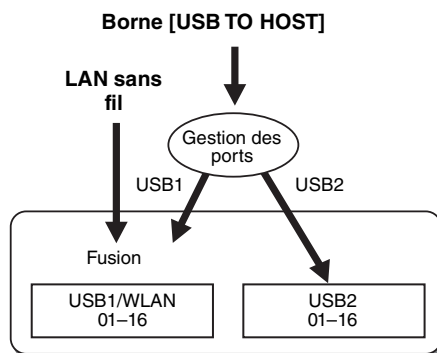 Borne [USB TO HOST]
LAN sans
fil
Gestion des
ports
USB1
USB2
Fusion
USB1/WLAN
01–16
USB2
01–16